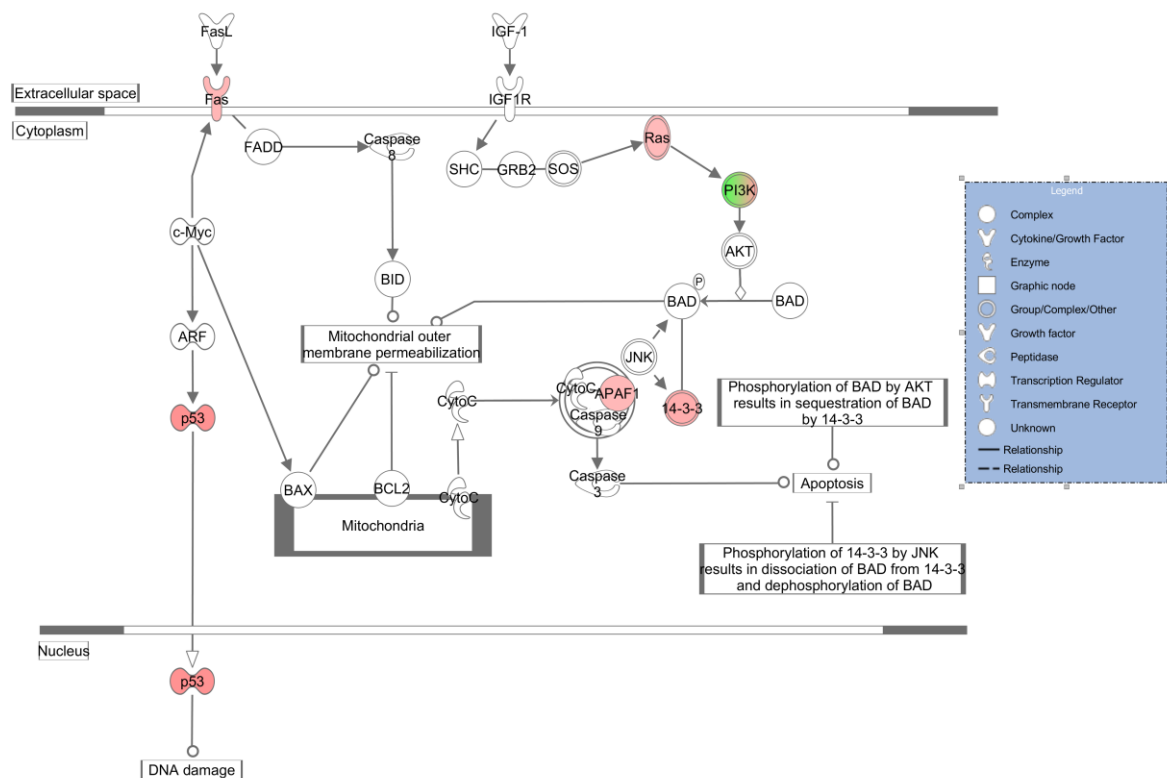 FasL
IGF-1
Extracellular space
Fas
IGF1R
Cytoplasm
FADD
Caspase
8
SHC
GRB2
SOS
Ras
PI3K
Legend
Complex
Cytokine/Growth Factor
Enzyme
Graphic node
Group/Complex/Other
Growth factor
Peptidase
Transcription Regulator
Transmembrane Receptor
Unknown
Relationship
Relationship
c-Myc
AKT
BID
P
BAD
BAD
ARF
Mitochondrial outer
membrane permeabilization
JNK
CytoC
CytoC
APAF1
Caspase
9
14-3-3
Phosphorylation of BAD by AKT
results in sequestration of BAD
by 14-3-3
p53
BAX
BCL2
CytoC
Caspase
3
Apoptosis
Mitochondria
Phosphorylation of 14-3-3 by JNK
results in dissociation of BAD from 14-3-3
and dephosphorylation of BAD
Nucleus
p53
DNA damage